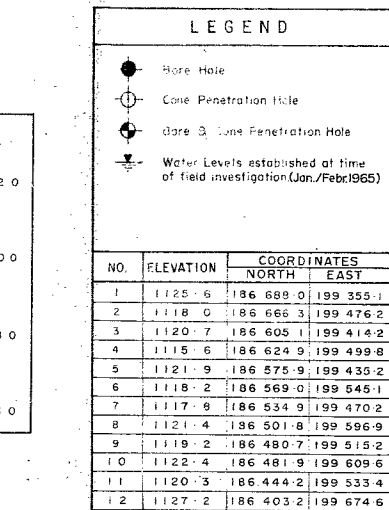 LEGEND
Bore Hole
Cone Penetration Hole
Bore & Cone Penetration Hole
Water Levels established at time
of field investigation.(Jan./Febr.1965)
NO. ELEVATION COORDINATES
NORTH EAST
1 1125·6 186 688·0 199 355·1
2 1118·0 186 666·3 199 476·2
3 1120·7 186 605·1 199 414·2
4 1115·6 186 624·9 199 499·8
5 1121·9 186 575·9 199 435·2
6 1118·2 186 569·0 199 545·1
7 1117·8 186 534·9 199 470·2
8 1121·4 186 501·8 199 596·9
9 1119·2 186 480·7 199 515·2
10 1122·4 186 481·9 199 609·6
11 1120·3 186 444·2 199 533·4
12 1127·2 186 403·2 199 674·6